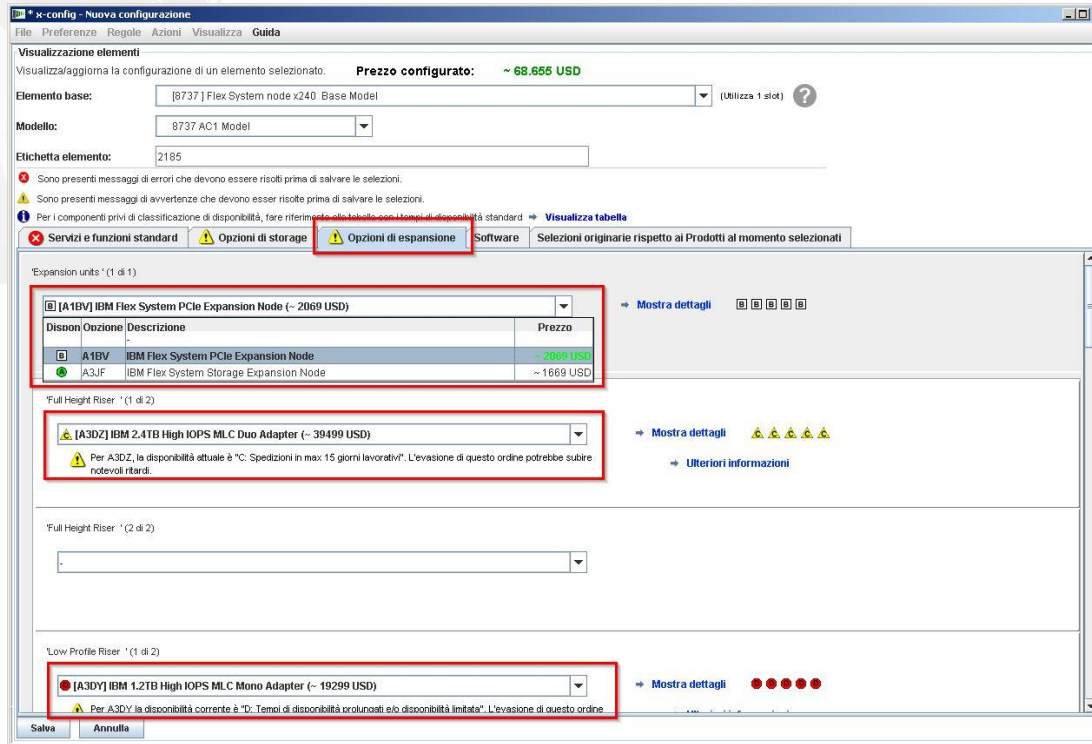 * x-config - Nuova configurazione
File Preferenze Regole Azioni Visualizza Guida
Visualizzazione elementi
Visualizza/aggiorna la configurazione di un elemento selezionato. Prezzo configurato: ~ 68.655 USD
Elemento base: [8737 ] Flex System node x240 Base Model (Utilizza 1 slot) ?
Modello: 8737 AC1 Model
Etichetta elemento: 2185
Sono presenti messaggi di errori che devono essere risolti prima di salvare le selezioni.
Sono presenti messaggi di avvertenze che devono esser risolte prima di salvare le selezioni.
Per i componenti privi di classificazione di disponibilità, fare riferimento alla tabella con i tempi di disponibilità standard Visualizza tabella
Servizi e funzioni standard Opzioni di storage Opzioni di espansione Software Selezioni originarie rispetto ai Prodotti al momento selezionati
'Expansion units ' (1 di 1)
B [A1BV] IBM Flex System PCIe Expansion Node (~ 2069 USD) Mostra dettagli B B B B B
Dispon Opzione Descrizione Prezzo
-
B A1BV IBM Flex System PCIe Expansion Node ~ 2069 USD
A A3JF IBM Flex System Storage Expansion Node ~ 1669 USD
'Full Height Riser ' (1 di 2)
C [A3DZ] IBM 2.4TB High IOPS MLC Duo Adapter (~ 39499 USD) Mostra dettagli C C C C C
Per A3DZ, la disponibilità attuale è "C: Spedizioni in max 15 giorni lavorativi". L'evasione di questo ordine potrebbe subire
notevoli ritardi.
Ulteriori informazioni
'Full Height Riser ' (2 di 2)
-
'Low Profile Riser ' (1 di 2)
D [A3DY] IBM 1.2TB High IOPS MLC Mono Adapter (~ 19299 USD) Mostra dettagli D D D D D
Per A3DY la disponibilità corrente è "D: Tempi di disponibilità prolungati e/o disponibilità limitata". L'evasione di questo ordine
Salva Annulla